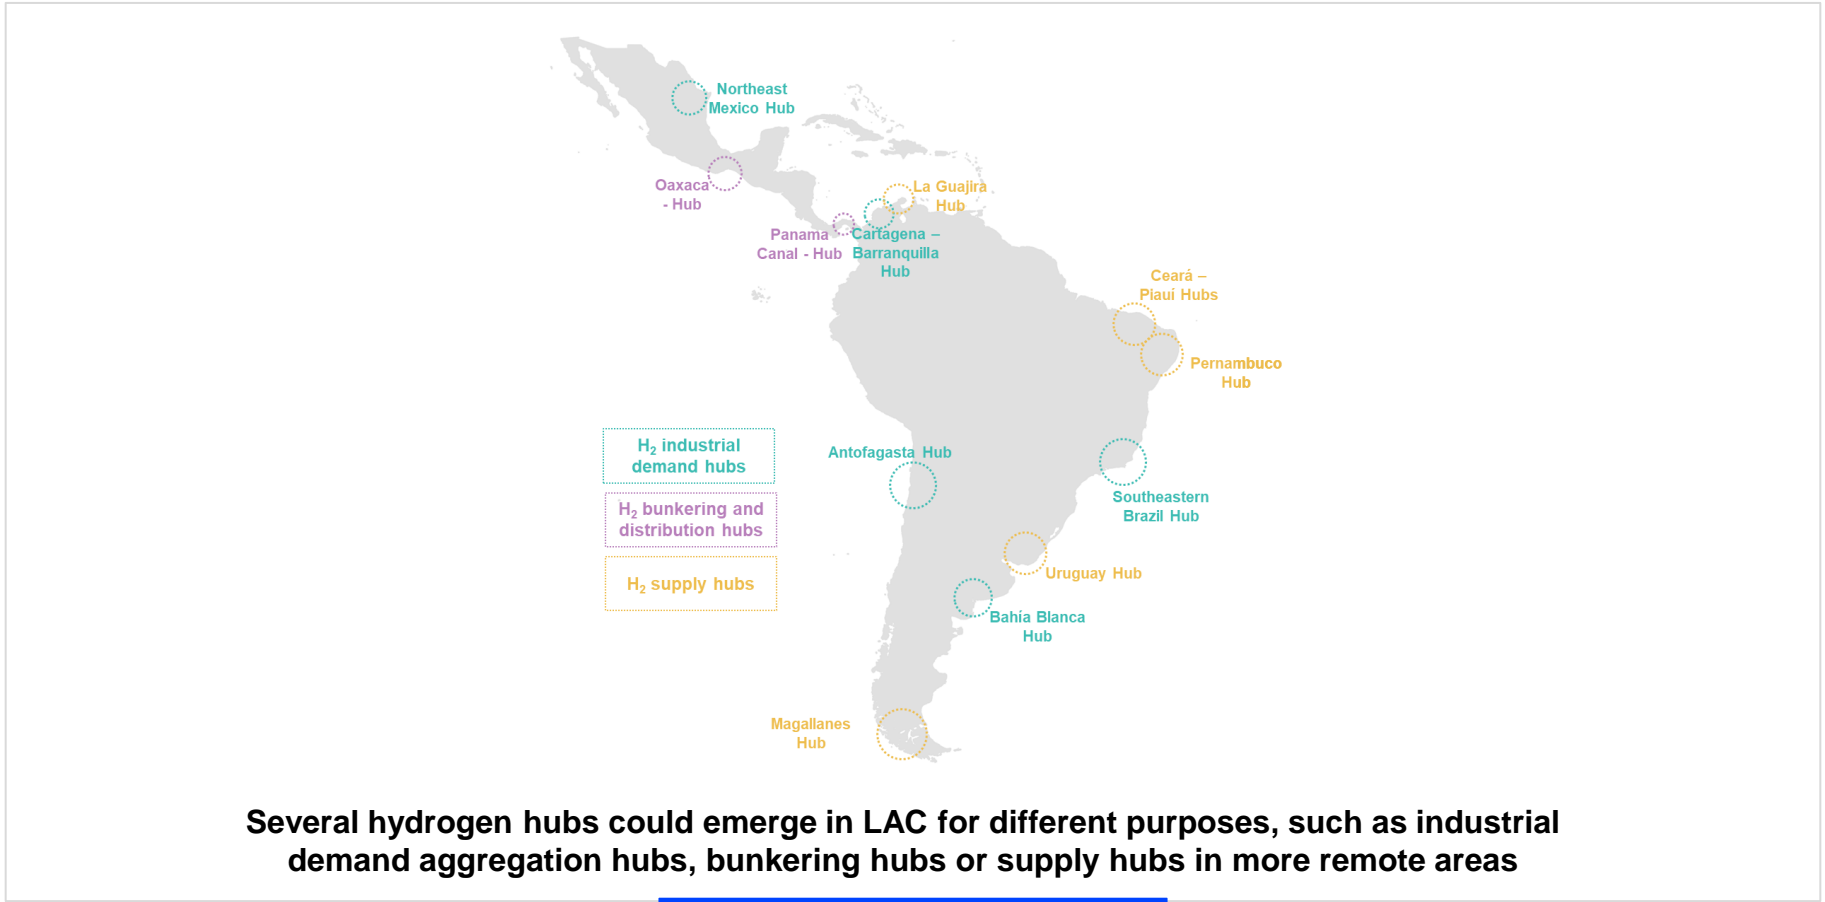 Northeast
Mexico Hub
Oaxaca
- Hub
La Guajira
Hub
Panama
Canal - Hub
Cartagena –
Barranquilla
Hub
Ceará –
Piauí Hubs
Pernambuco
Hub
H₂ industrial
demand hubs
Antofagasta Hub
H₂ bunkering and
distribution hubs
Southeastern
Brazil Hub
H₂ supply hubs
Uruguay Hub
Bahía Blanca
Hub
Magallanes
Hub
Several hydrogen hubs could emerge in LAC for different purposes, such as industrial
demand aggregation hubs, bunkering hubs or supply hubs in more remote areas